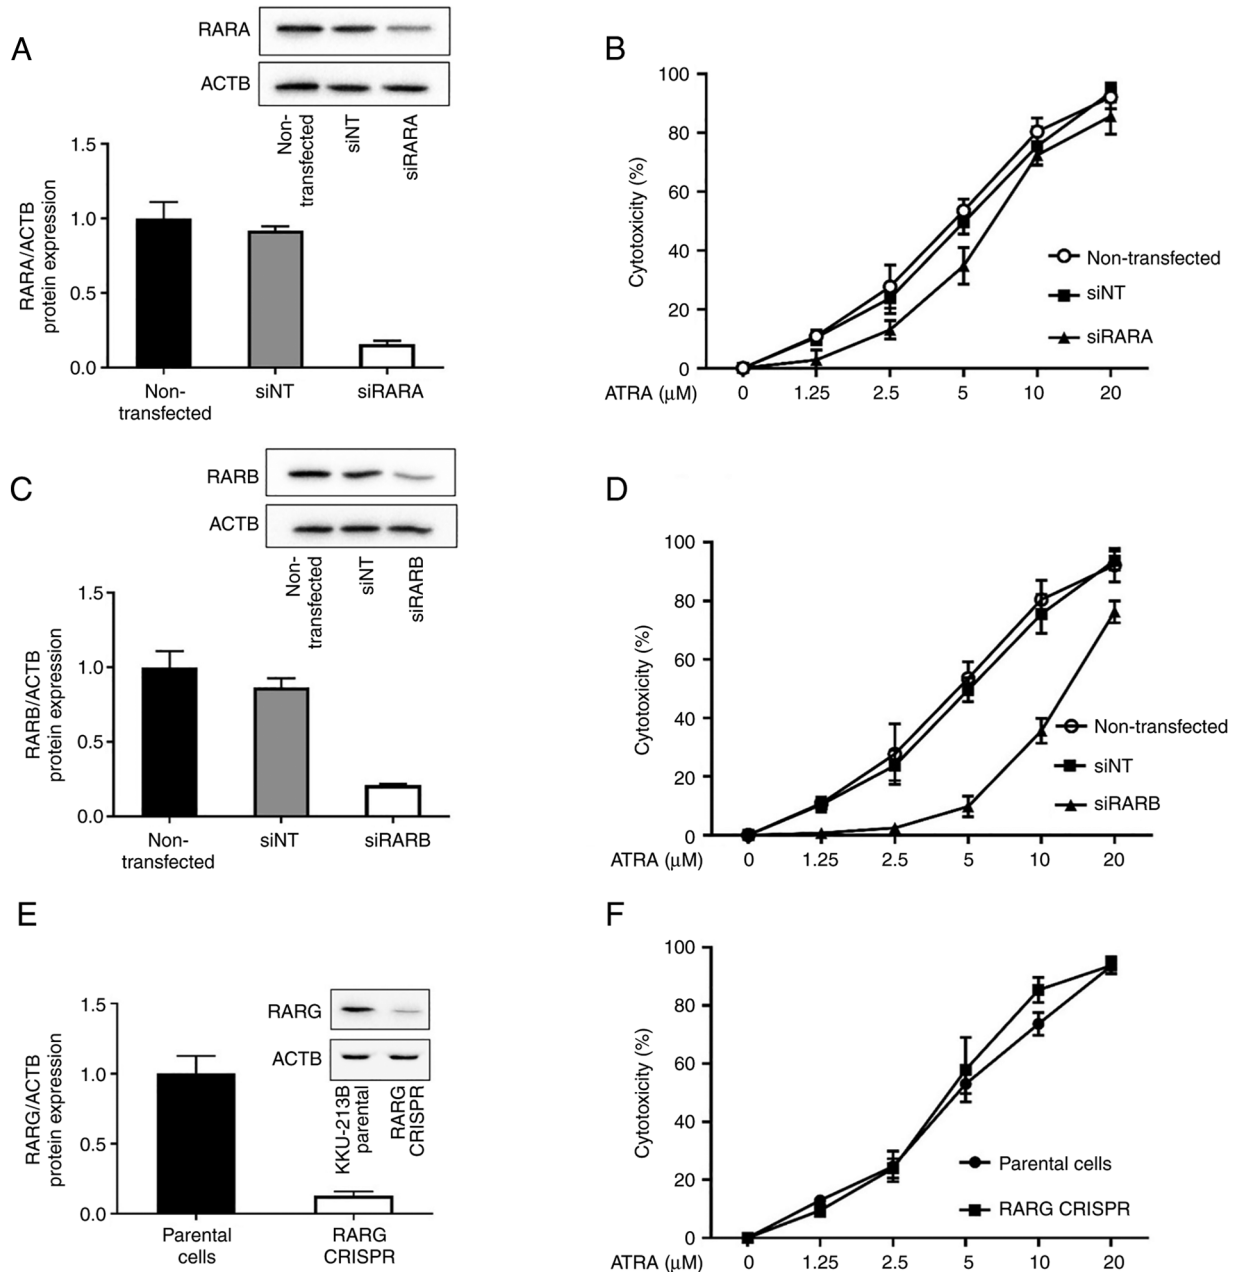 A
RARA
ACTB
Non-
transfected
siNT
siRARA
RARA/ACTB
protein expression
1.5
1.0
0.5
0.0
Non-
transfected
siNT
siRARA
B
Cytotoxicity (%)
100
80
60
40
20
0
Non-transfected
siNT
siRARA
ATRA (μM) 0 1.25 2.5 5 10 20
C
RARB
ACTB
Non-
transfected
siNT
siRARB
RARB/ACTB
protein expression
1.5
1.0
0.5
0.0
Non-
transfected
siNT
siRARB
D
Cytotoxicity (%)
100
80
60
40
20
0
Non-transfected
siNT
siRARB
ATRA (μM) 0 1.25 2.5 5 10 20
E
RARG
ACTB
KKU-213B
parental
RARG
CRISPR
RARG/ACTB
protein expression
1.5
1.0
0.5
0.0
Parental
cells
RARG
CRISPR
F
Cytotoxicity (%)
100
80
60
40
20
0
Parental cells
RARG CRISPR
ATRA (μM) 0 1.25 2.5 5 10 20